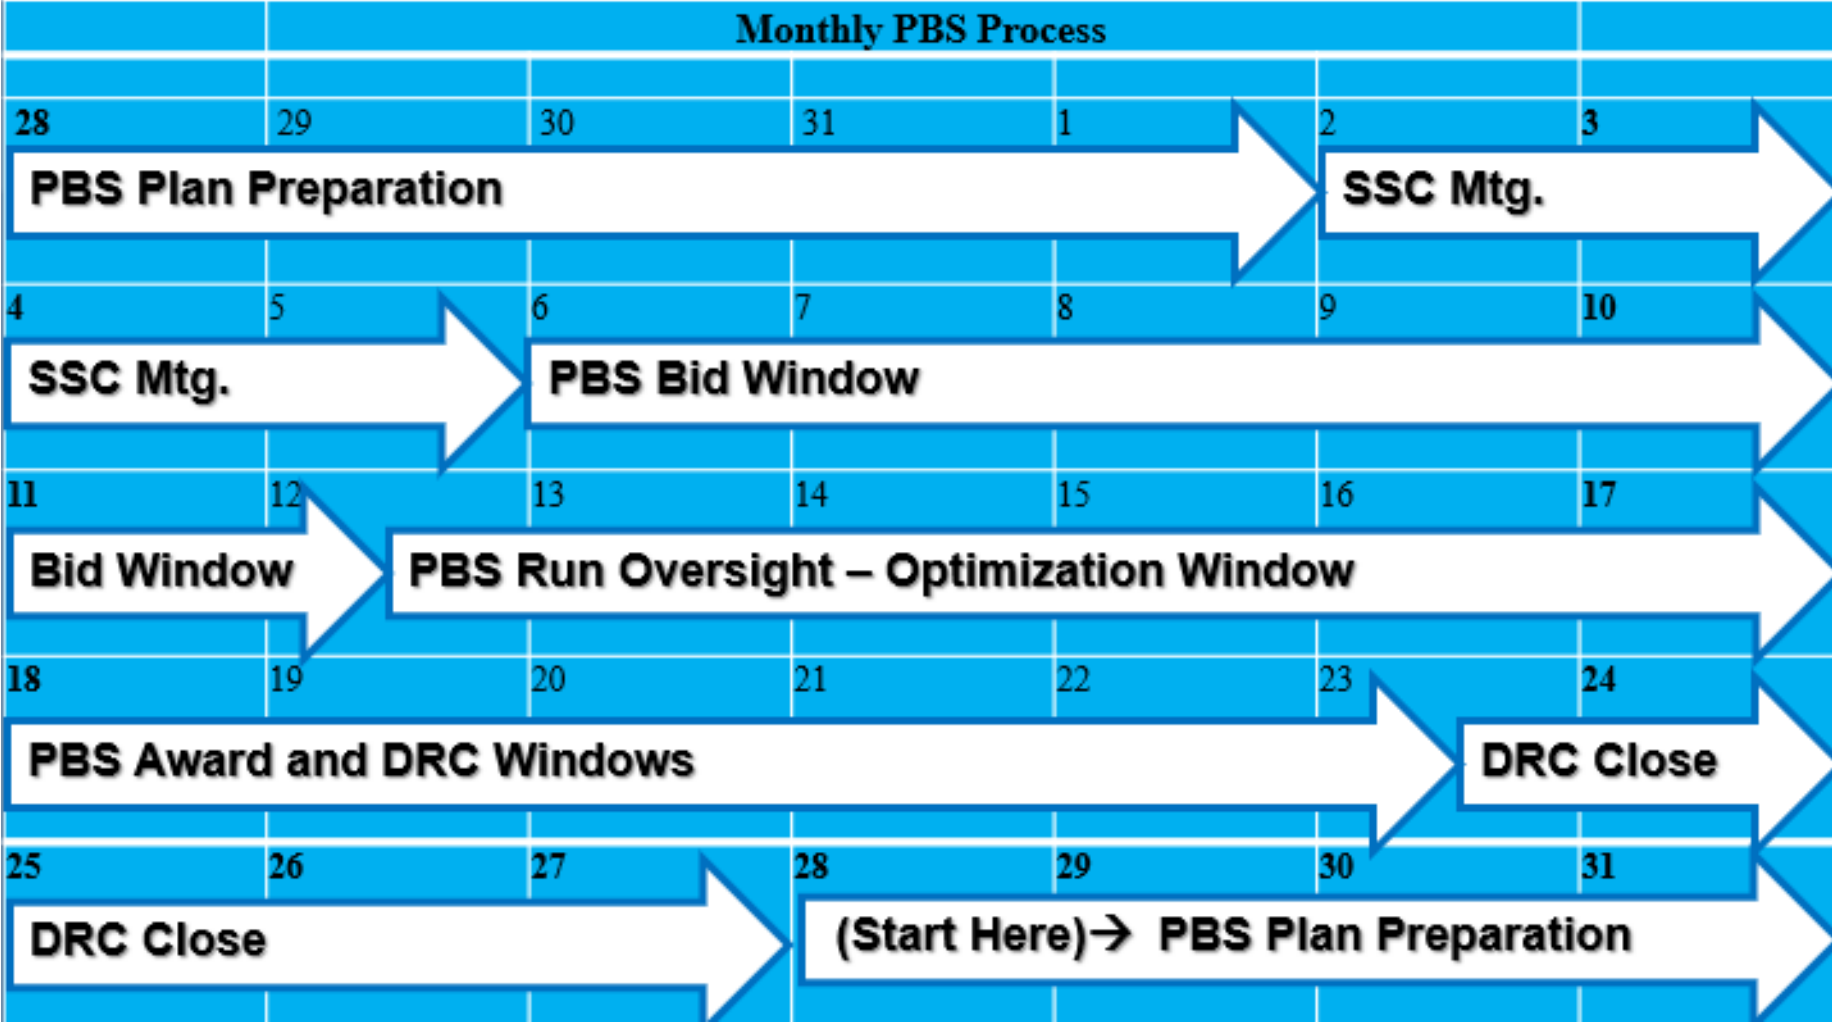 Monthly PBS Process
28 29 30 31 1 2 3
PBS Plan Preparation SSC Mtg.
4 5 6 7 8 9 10
SSC Mtg. PBS Bid Window
11 12 13 14 15 16 17
Bid Window PBS Run Oversight – Optimization Window
18 19 20 21 22 23 24
PBS Award and DRC Windows DRC Close
25 26 27 28 29 30 31
DRC Close (Start Here)→ PBS Plan Preparation